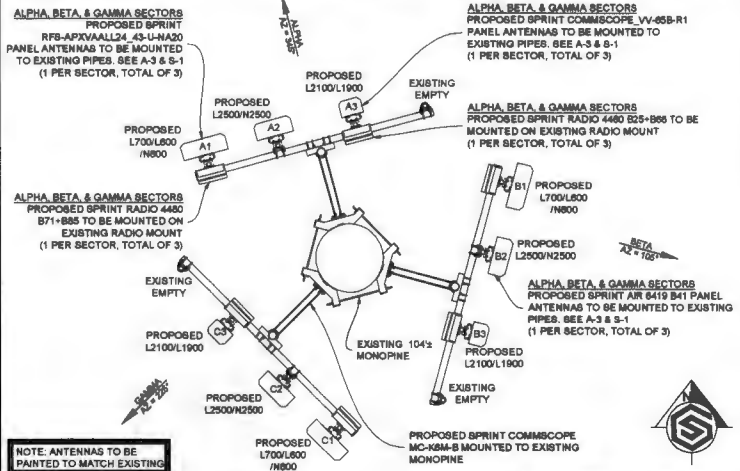 ALPHA, BETA, & GAMMA SECTORS
PROPOSED SPRINT
RFS-APXVAALL24_43-U-NA20
PANEL ANTENNAS TO BE MOUNTED
TO EXISTING PIPES. SEE A-3 & S-1
(1 PER SECTOR, TOTAL OF 3)
ALPHA
AZ = 345°
ALPHA, BETA, & GAMMA SECTORS
PROPOSED SPRINT COMMSCOPE_VV-65B-R1
PANEL ANTENNAS TO BE MOUNTED TO
EXISTING PIPES. SEE A-3 & S-1
(1 PER SECTOR, TOTAL OF 3)
PROPOSED
L2500/N2500
PROPOSED
L2100/L1900
EXISTING
EMPTY
PROPOSED
L700/L600
/N600
A1
A2
A3
ALPHA, BETA, & GAMMA SECTORS
PROPOSED SPRINT RADIO 4460 B25+B66 TO BE
MOUNTED ON EXISTING RADIO MOUNT
(1 PER SECTOR, TOTAL OF 3)
ALPHA, BETA, & GAMMA SECTORS
PROPOSED SPRINT RADIO 4480
B71+B85 TO BE MOUNTED ON
EXISTING RADIO MOUNT
(1 PER SECTOR, TOTAL OF 3)
B1
PROPOSED
L700/L600
/N600
B2
PROPOSED
L2500/N2500
BETA
AZ = 105°
ALPHA, BETA, & GAMMA SECTORS
PROPOSED SPRINT AIR 6419 B41 PANEL
ANTENNAS TO BE MOUNTED TO EXISTING
PIPES. SEE A-3 & S-1
(1 PER SECTOR, TOTAL OF 3)
B3
PROPOSED
L2100/L1900
EXISTING
EMPTY
EXISTING
EMPTY
C3
PROPOSED
L2100/L1900
EXISTING 104'±
MONOPINE
C2
PROPOSED
L2500/N2500
GAMMA
AZ = 225°
C1
PROPOSED
L700/L600
/N600
PROPOSED SPRINT COMMSCOPE
MC-K6M-B MOUNTED TO EXISTING
MONOPINE
NOTE: ANTENNAS TO BE
PAINTED TO MATCH EXISTING
N